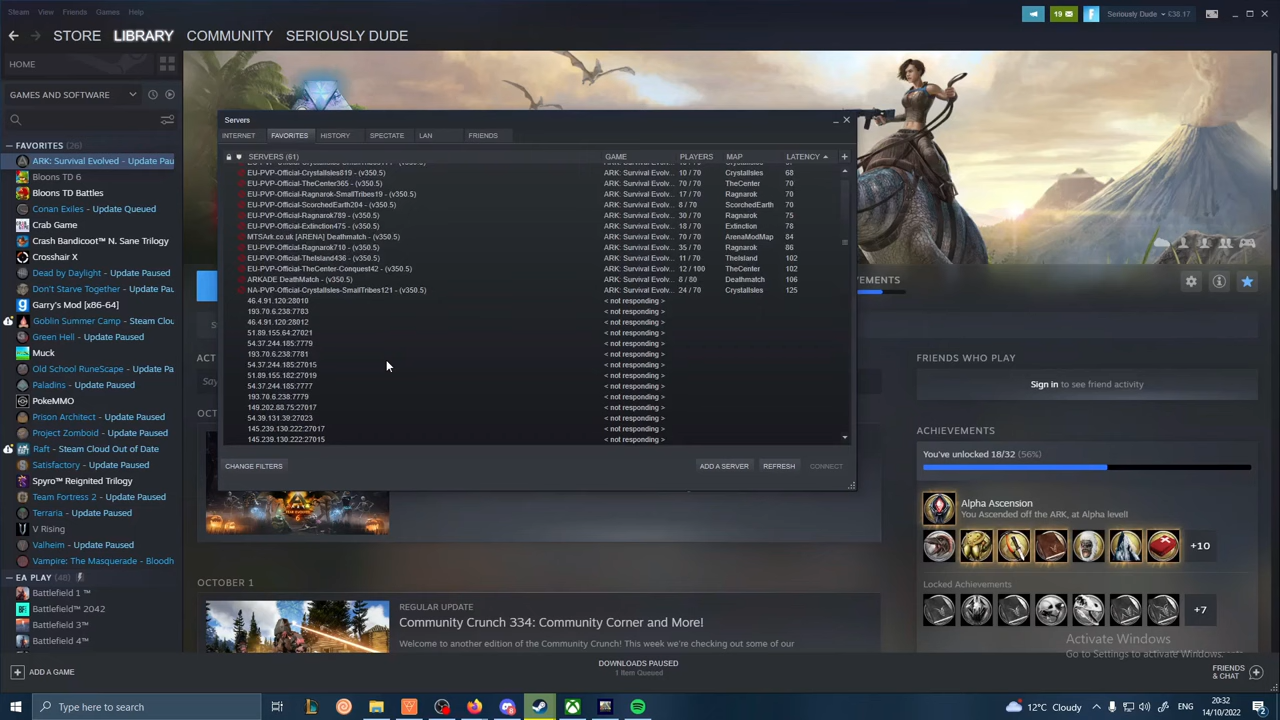 Steam View Friends Games Help
19
Seriously Dude £38.17
STORE LIBRARY COMMUNITY SERIOUSLY DUDE
HOME
GAMES AND SOFTWARE
FAVORITES (26)
ARK: Survival Evolved - Update Pau
Bloons TD 6
Bloons TD Battles
Conan Exiles - Update Queued
Crab Game
Crash Bandicoot™ N. Sane Trilogy
Crosshair X
Dead by Daylight - Update Paused
Don't Starve Together - Update Paused
Garry's Mod [x86-64]
Goblin Summer Camp - Steam Clou
Green Hell - Update Paused
Muck
Old School RuneScape - Update Paused
Paladins - Update Paused
PokeMMO
Prison Architect - Update Paused
Project Zomboid - Update Paused
Raft - Steam Cloud Out of Date
Satisfactory - Update Paused
Spyro™ Reignited Trilogy
Team Fortress 2 - Update Paused
Terraria - Update Paused
V Rising
Valheim - Update Paused
Vampire: The Masquerade - Bloodh
EA PLAY (48)
Battlefield 1 ™
Battlefield™ 2042
Battlefield 3™
Battlefield 4™
Servers
INTERNET FAVORITES HISTORY SPECTATE LAN FRIENDS
SERVERS (61) GAME PLAYERS MAP LATENCY
EU-PVP-Official-CrystalIsles819 - (v350.5) ARK: Survival Evolv... 10 / 70 CrystalIsles 68
EU-PVP-Official-TheCenter365 - (v350.5) ARK: Survival Evolv... 2 / 70 TheCenter 70
EU-PVP-Official-Ragnarok-SmallTribes19 - (v350.5) ARK: Survival Evolv... 17 / 70 Ragnarok 70
EU-PVP-Official-ScorchedEarth204 - (v350.5) ARK: Survival Evolv... 8 / 70 ScorchedEarth 70
EU-PVP-Official-Ragnarok789 - (v350.5) ARK: Survival Evolv... 30 / 70 Ragnarok 75
EU-PVP-Official-Extinction475 - (v350.5) ARK: Survival Evolv... 18 / 70 Extinction 78
MTSArk.co.uk [ARENA] Deathmatch - (v350.5) ARK: Survival Evolv... 70 / 70 ArenaModMap 84
EU-PVP-Official-Ragnarok710 - (v350.5) ARK: Survival Evolv... 35 / 70 Ragnarok 86
EU-PVP-Official-TheIsland436 - (v350.5) ARK: Survival Evolv... 11 / 70 TheIsland 102
EU-PVP-Official-TheCenter-Conquest42 - (v350.5) ARK: Survival Evolv... 12 / 100 TheCenter 102
ARKADE DeathMatch - (v350.5) ARK: Survival Evolv... 8 / 80 Deathmatch 106
NA-PVP-Official-CrystalIsles-SmallTribes121 - (v350.5) ARK: Survival Evolv... 24 / 70 CrystalIsles 125
46.4.91.120:28010 < not responding >
193.70.6.238:7783 < not responding >
46.4.91.120:28012 < not responding >
51.89.155.64:27021 < not responding >
54.37.244.185:7779 < not responding >
193.70.6.238:7781 < not responding >
54.37.244.185:27015 < not responding >
51.89.155.182:27019 < not responding >
54.37.244.185:7777 < not responding >
193.70.6.238:7779 < not responding >
149.202.88.75:27017 < not responding >
54.39.131.39:27023 < not responding >
145.239.130.222:27017 < not responding >
145.239.130.222:27015 < not responding >
CHANGE FILTERS ADD A SERVER REFRESH CONNECT
OCTOBER 1
REGULAR UPDATE
Community Crunch 334: Community Corner and More!
Welcome to another edition of the Community Crunch! This week we're checking out some of our
FRIENDS WHO PLAY
Sign in to see friend activity
ACHIEVEMENTS
You've unlocked 18/32 (56%)
Alpha Ascension
You Ascended off the ARK, at Alpha level!
+10
Locked Achievements
+7
Activate Windows
Go to Settings to activate Windows.
ADD A GAME
DOWNLOADS PAUSED
1 Item Queued
FRIENDS
& CHAT
Type here to search
12°C Cloudy
ENG
20:32
14/10/2022
2